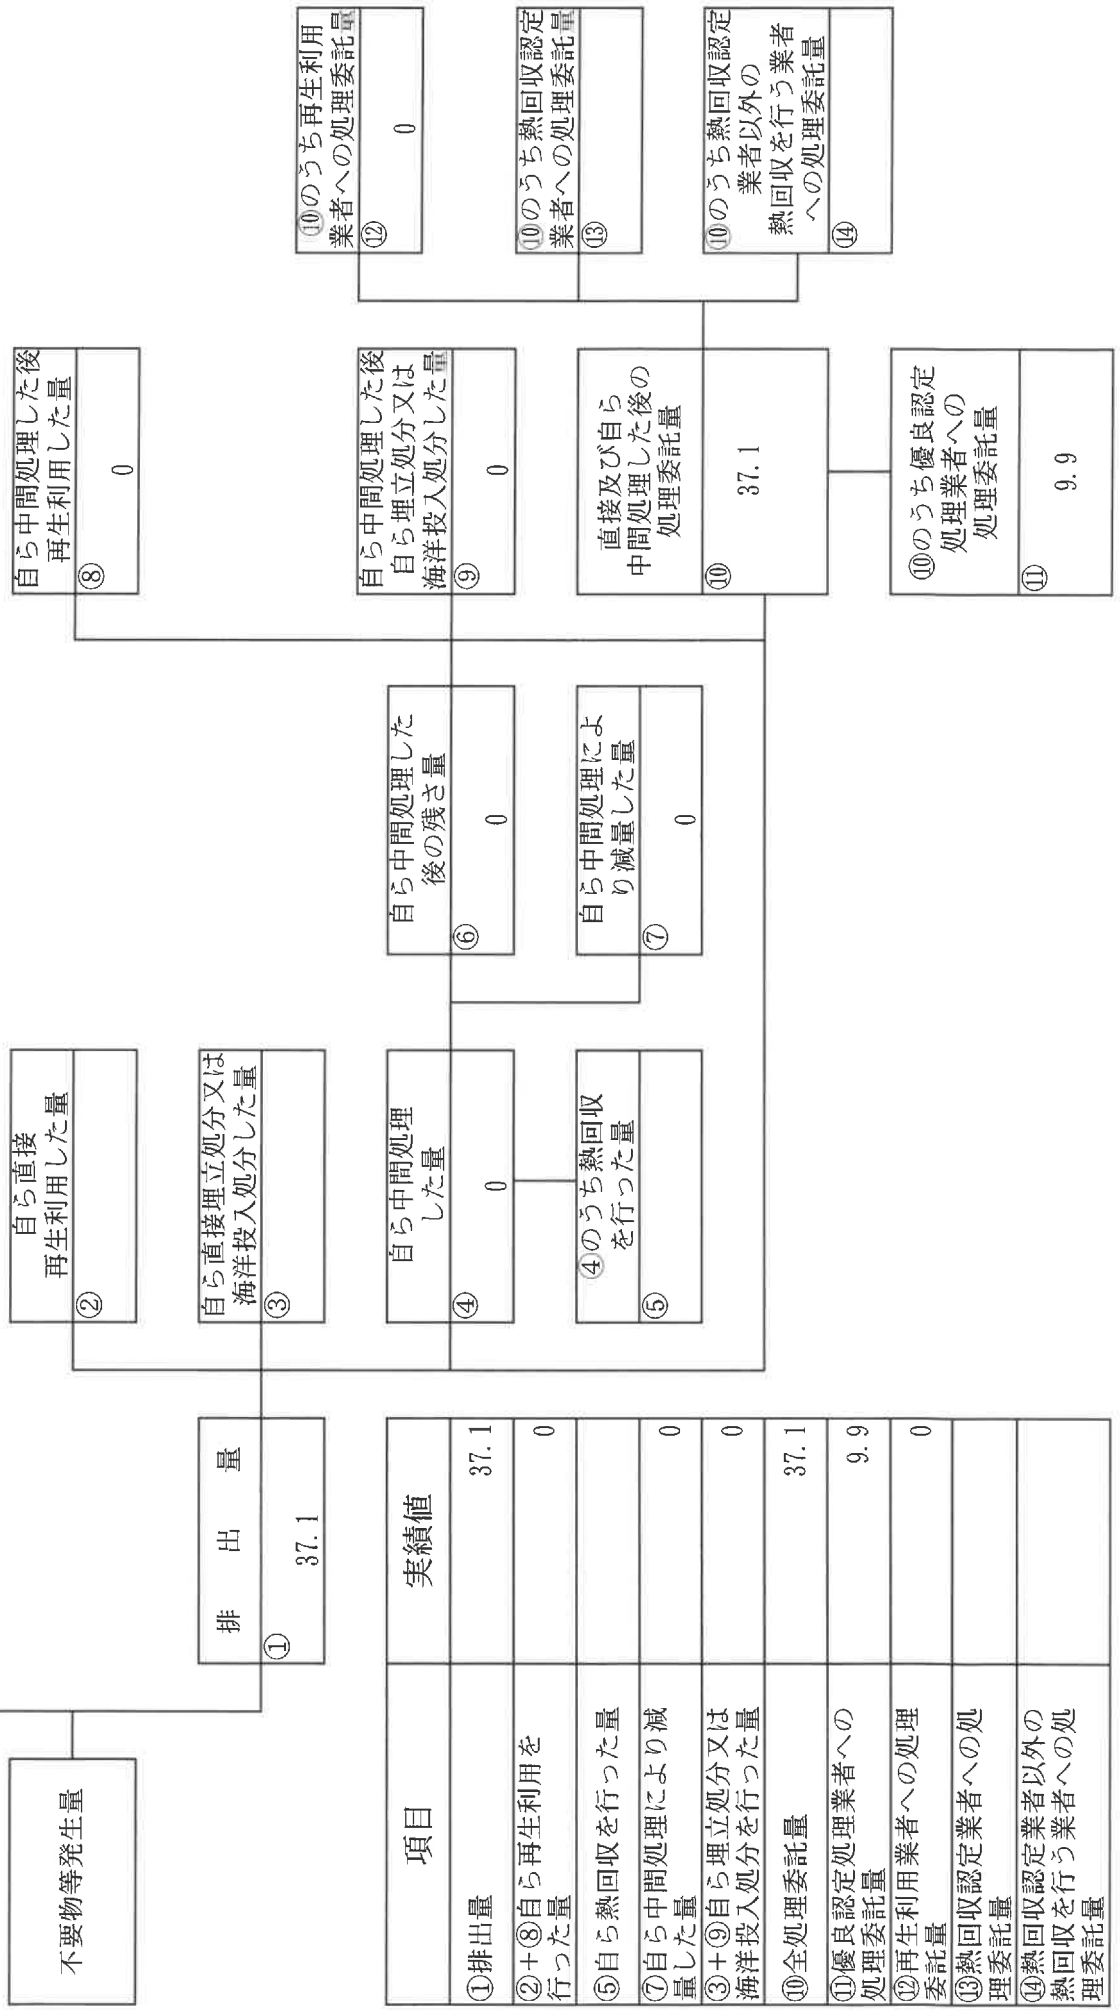 不要物等発生量
排出量
①
37.1
自ら直接
再生利用した量
②
自ら直接埋立処分又は
海洋投入処分した量
③
自ら中間処理
した量
④
0
④のうち熱回収
を行った量
⑤
自ら中間処理した
後の残さ量
⑥
0
自ら中間処理によ
り減量した量
⑦
0
自ら中間処理した後
再生利用した量
⑧
0
自ら中間処理した後
自ら埋立処分又は
海洋投入処分した量
⑨
0
直接及び自ら
中間処理した後の
処理委託量
⑩
37.1
⑩のうち優良認定
処理業者への
処理委託量
⑪
9.9
⑩のうち再生利用
業者への処理委託量
⑫
0
⑩のうち熱回収認定
業者への処理委託量
⑬
⑩のうち熱回収認定
業者以外の
熱回収を行う業者
への処理委託量
⑭
項目 実績値
①排出量 37.1
②+⑧自ら再生利用を
行った量 0
⑤自ら熱回収を行った量
⑦自ら中間処理により減
量した量 0
③+⑨自ら埋立処分又は
海洋投入処分を行った量 0
⑩全処理委託量 37.1
⑪優良認定処理業者への
処理委託量 9.9
⑫再生利用業者への処理
委託量 0
⑬熱回収認定業者への処
理委託量
⑭熱回収認定業者以外の
熱回収を行う業者への処
理委託量